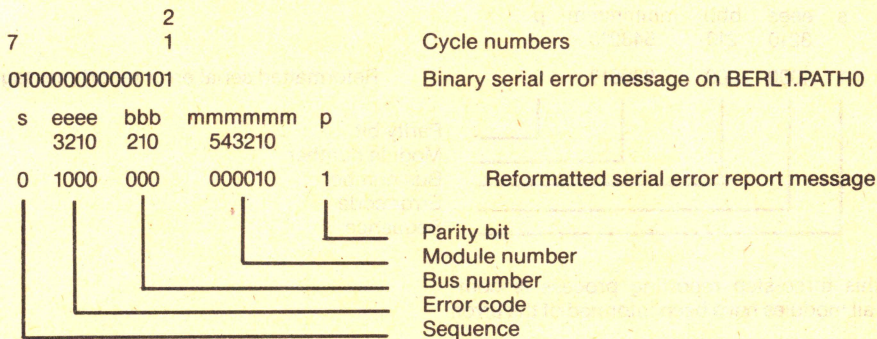 2
7 1 Cycle numbers
010000000000101 Binary serial error message on BERL1.PATH0
s eeee bbb mmmmmmm p
3210 210 543210
0 1000 000 000010 1 Reformatted serial error report message
Parity bit
Module number
Bus number
Error code
Sequence